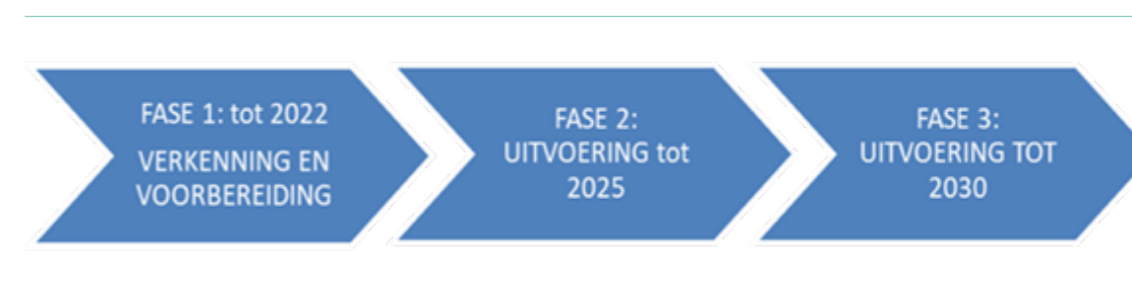 FASE 1: tot 2022
VERKENNING EN
VOORBEREIDING
FASE 2:
UITVOERING tot
2025
FASE 3:
UITVOERING TOT
2030